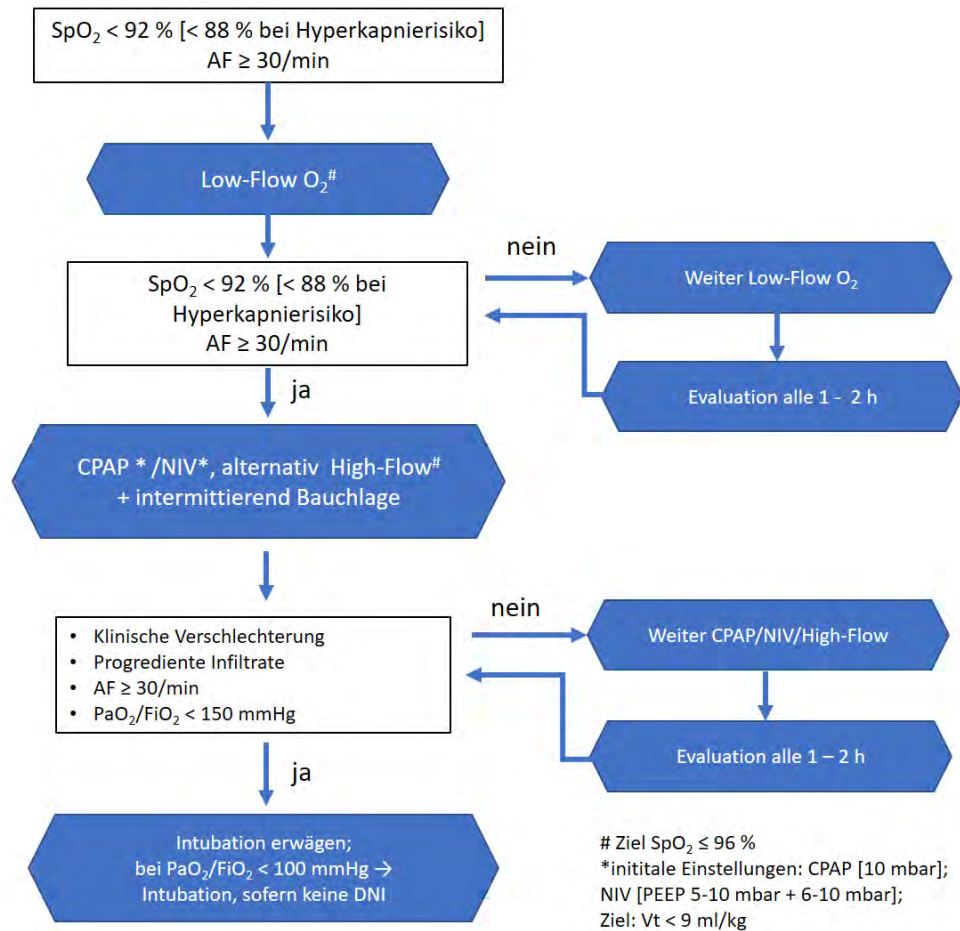 SpO₂ < 92 % [< 88 % bei Hyperkapnierisiko]
AF ≥ 30/min
Low-Flow O₂#
SpO₂ < 92 % [< 88 % bei
Hyperkapnierisiko]
AF ≥ 30/min
nein
Weiter Low-Flow O₂
Evaluation alle 1 - 2 h
ja
CPAP * /NIV*, alternativ High-Flow#
+ intermittierend Bauchlage
• Klinische Verschlechterung
• Progrediente Infiltrate
• AF ≥ 30/min
• PaO₂/FiO₂ < 150 mmHg
nein
Weiter CPAP/NIV/High-Flow
Evaluation alle 1 – 2 h
ja
Intubation erwägen;
bei PaO₂/FiO₂ < 100 mmHg →
Intubation, sofern keine DNI
# Ziel SpO₂ ≤ 96 %
*inititale Einstellungen: CPAP [10 mbar];
NIV [PEEP 5-10 mbar + 6-10 mbar];
Ziel: Vt < 9 ml/kg